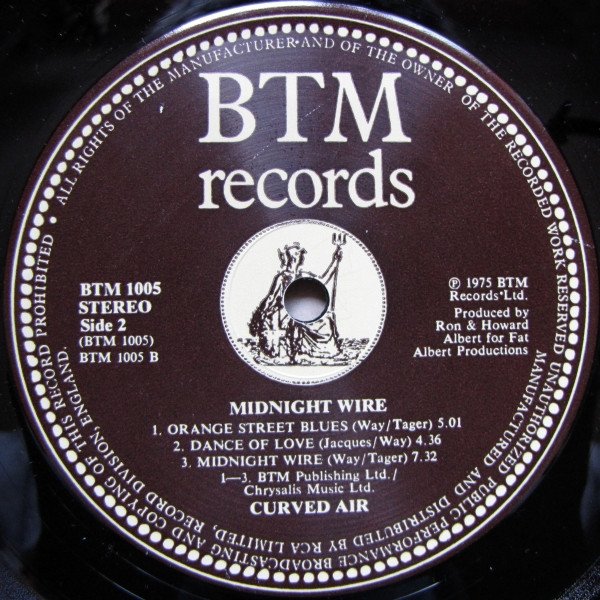 BTM
records
BTM 1005
STEREO
Side 2
(BTM 1005)
BTM 1005 B
Ⓟ 1975 BTM
Records Ltd.
Produced by
Ron & Howard
Albert for Fat
Albert Productions
MIDNIGHT WIRE
1. ORANGE STREET BLUES (Way/Tager) 5.01
2. DANCE OF LOVE (Jacques/Way) 4.36
3. MIDNIGHT WIRE (Way/Tager) 7.32
1—3. BTM Publishing Ltd./
Chrysalis Music Ltd.
CURVED AIR
ALL RIGHTS OF THE MANUFACTURER AND OF THE OWNER OF THE RECORDED WORK RESERVED UNAUTHORIZED PUBLIC PERFORMANCE BROADCASTING AND COPYING OF THIS RECORD PROHIBITED ·
MANUFACTURED AND DISTRIBUTED BY RCA LIMITED, RECORD DIVISION ENGLAND.